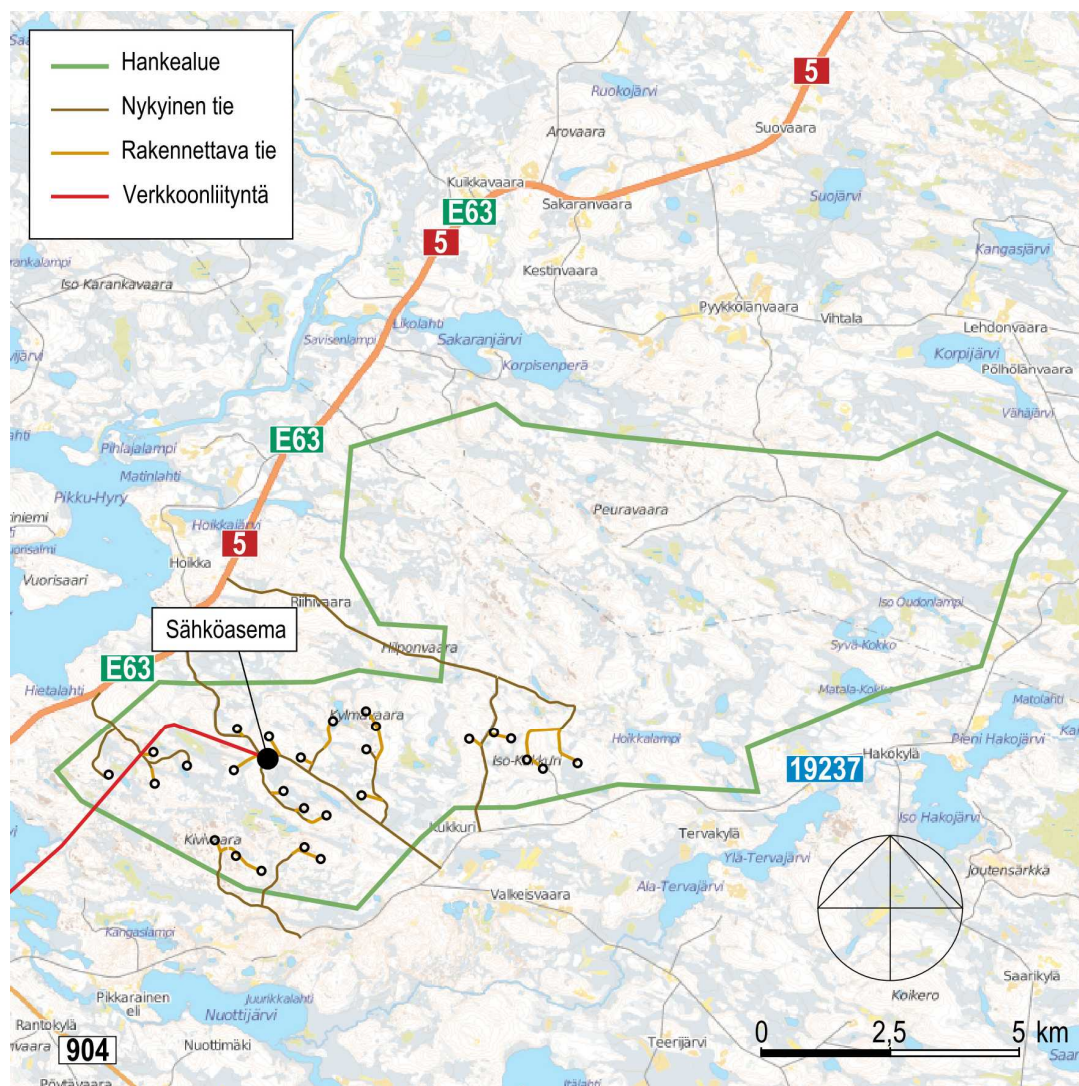 Hankealue
Nykyinen tie
Rakennettava tie
Verkkoonliityntä
5
Ruokojärvi
Arovaara
Suovaara
Kuikkavaara
E63
Sakaranvaara
Suojärvi
5
Kangasjärvi
Kestinvaara
Iso-Karankavaara
Pyykkölänvaara
Vihtala
Likolahti
Savisenlampi
Sakaranjärvi
Lehdonvaara
Korpisenperä
Korpijärvi
Pölhölänvaara
Vähäjärvi
E63
Pihlajalampi
Matinlahti
Pikku-Hyry
Hoikkajärvi
Peuravaara
5
Hoikka
Vuorisaari
Riihivaara
Iso Oudonlampi
Sähköasema
Hilponvaara
Syvä-Kokko
E63
Hietalahti
Matala-Kokko
Matolahti
Kylmävaara
Hoikkalampi
Pieni Hakojärvi
Iso-Kukkuri
Hakokylä
19237
Iso Hakojärvi
Kukkuri
Tervakylä
Kivivaara
Ylä-Tervajärvi
Joutensärkkä
Ala-Tervajärvi
Valkeisvaara
Kangaslampi
Saarikylä
Pikkarainen
eli
Juurikkalahti
Koikero
Nuottijärvi
Rantokylä
0 2,5 5 km
904
Nuottimäki
Teerijärvi
Pöytävaara
Itälahti